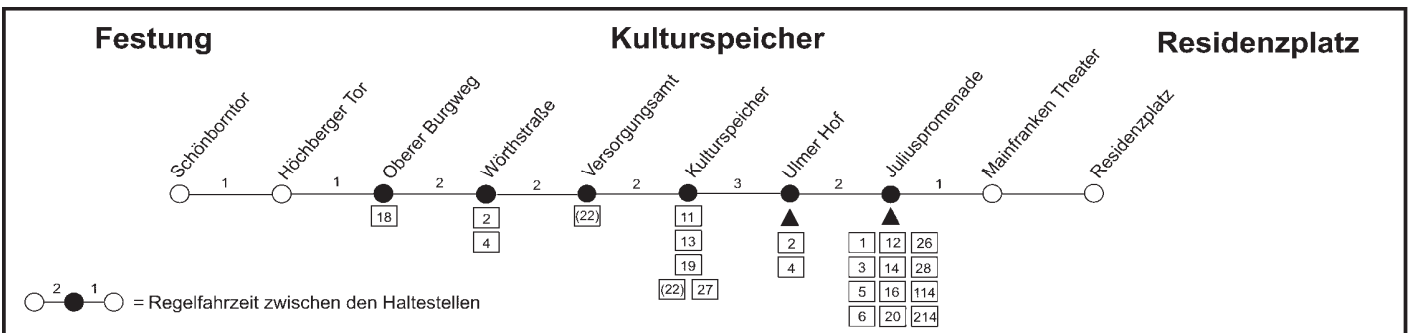 Festung Kulturspeicher Residenzplatz
Schönborntor
Höchberger Tor
Oberer Burgweg
Wörthstraße
Versorgungsamt
Kulturspeicher
Ulmer Hof
Juliuspromenade
Mainfranken Theater
Residenzplatz
1 1 2 2 2 3 2 1
18 2 (22) 11 2 1 12 26
4 13 4 3 14 28
19 5 16 114
(22) 27 6 20 214
2 1 = Regelfahrzeit zwischen den Haltestellen